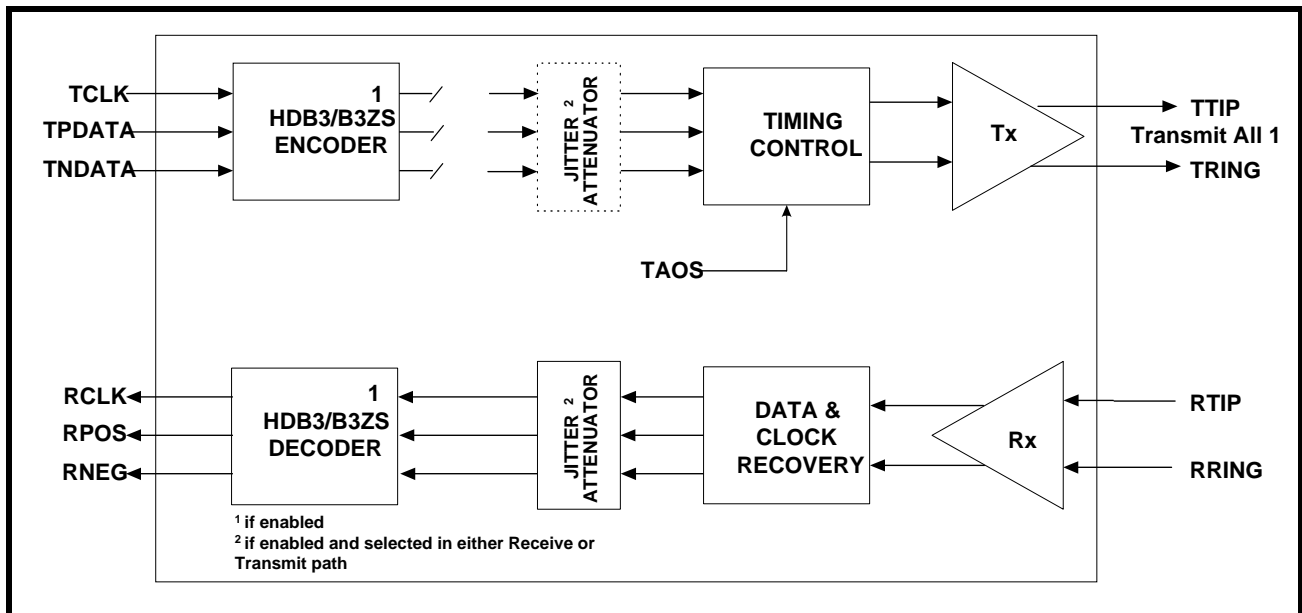 TCLK
TPDATA
TNDATA
1
HDB3/B3ZS
ENCODER
JITTER 2
ATTENUATOR
TIMING
CONTROL
Tx
TTIP
Transmit All 1
TRING
TAOS
RCLK
RPOS
RNEG
1
HDB3/B3ZS
DECODER
JITTER 2
ATTENUATOR
DATA &
CLOCK
RECOVERY
Rx
RTIP
RRING
1 if enabled
2 if enabled and selected in either Receive or
Transmit path